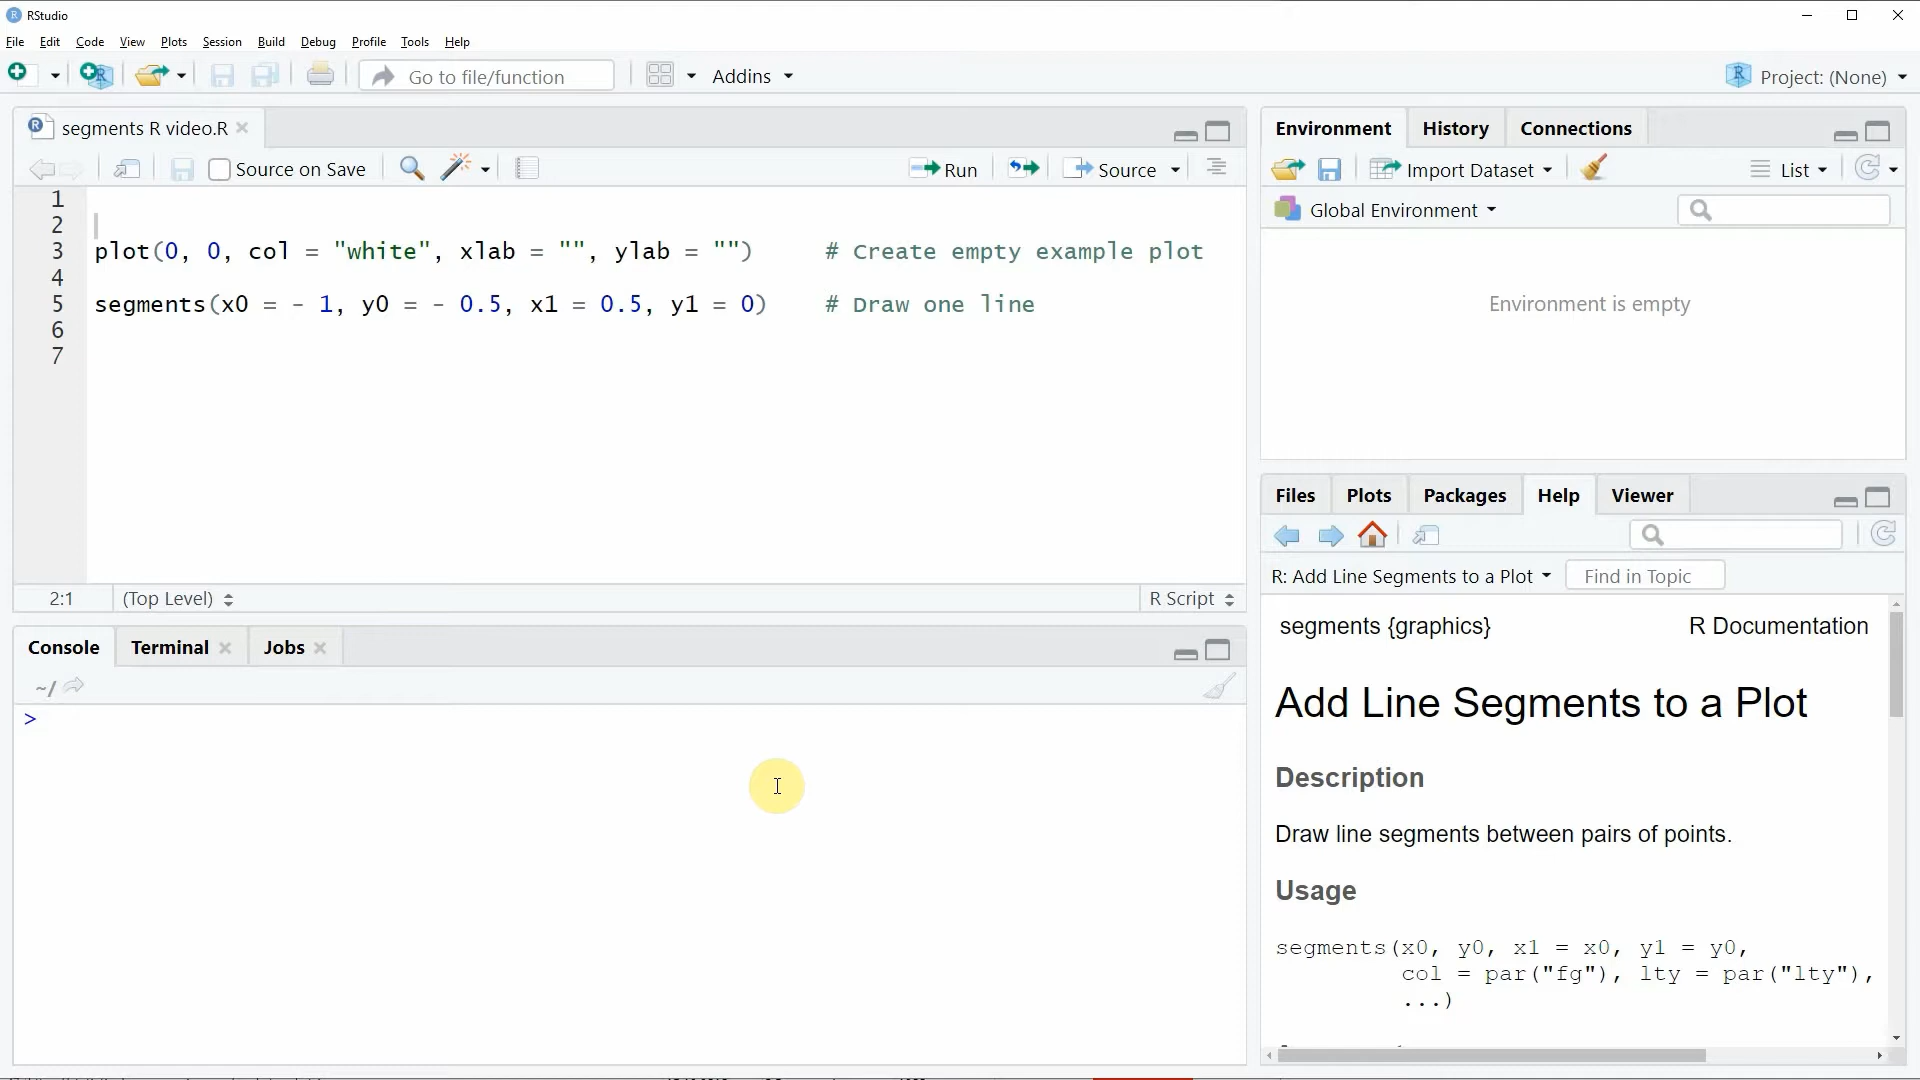 RStudio
File Edit Code View Plots Session Build Debug Profile Tools Help
Go to file/function Addins Project: (None)
segments R video.R
Source on Save Run Source
1
2
3 plot(0, 0, col = "white", xlab = "", ylab = "") # Create empty example plot
4
5 segments(x0 = - 1, y0 = - 0.5, x1 = 0.5, y1 = 0) # Draw one line
6
7
2:1 (Top Level) R Script
Console Terminal Jobs
~/
>
Environment History Connections
Import Dataset List
Global Environment
Environment is empty
Files Plots Packages Help Viewer
R: Add Line Segments to a Plot Find in Topic
segments {graphics} R Documentation
Add Line Segments to a Plot
Description
Draw line segments between pairs of points.
Usage
segments(x0, y0, x1 = x0, y1 = y0,
col = par("fg"), lty = par("lty"),
...)